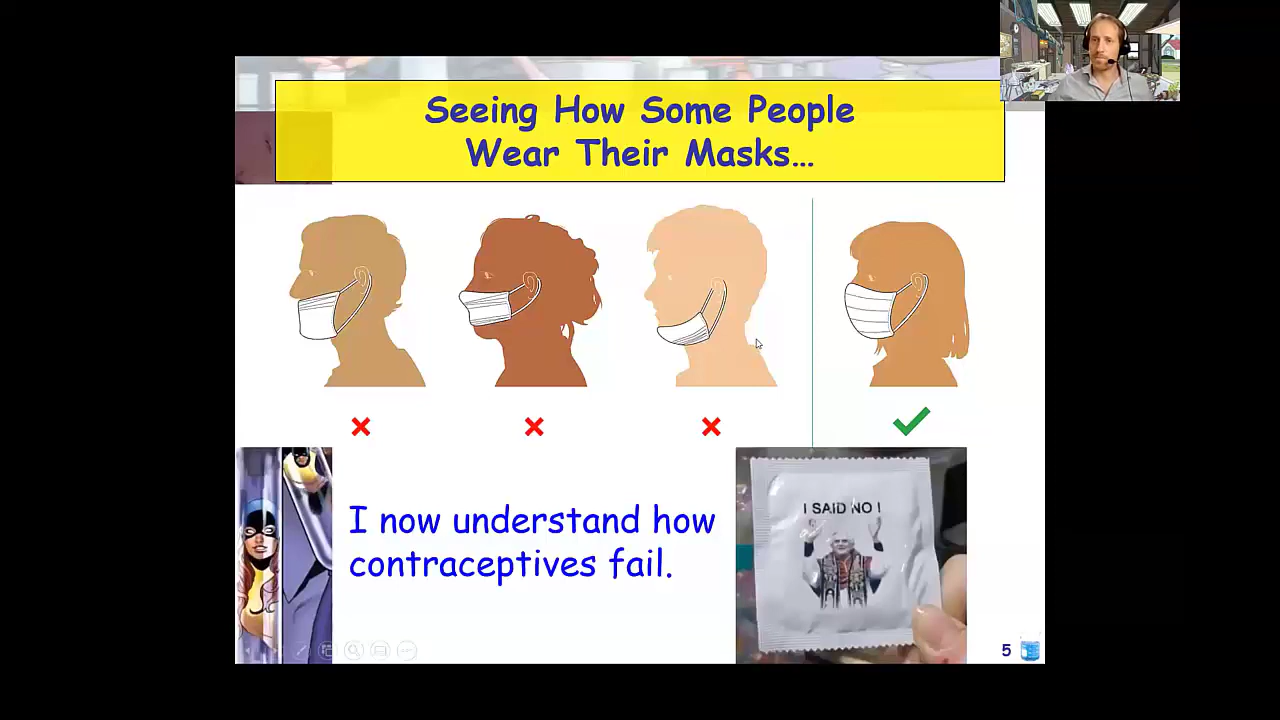 Seeing How Some People
Wear Their Masks…
I now understand how
contraceptives fail.
I SAID NO !
5